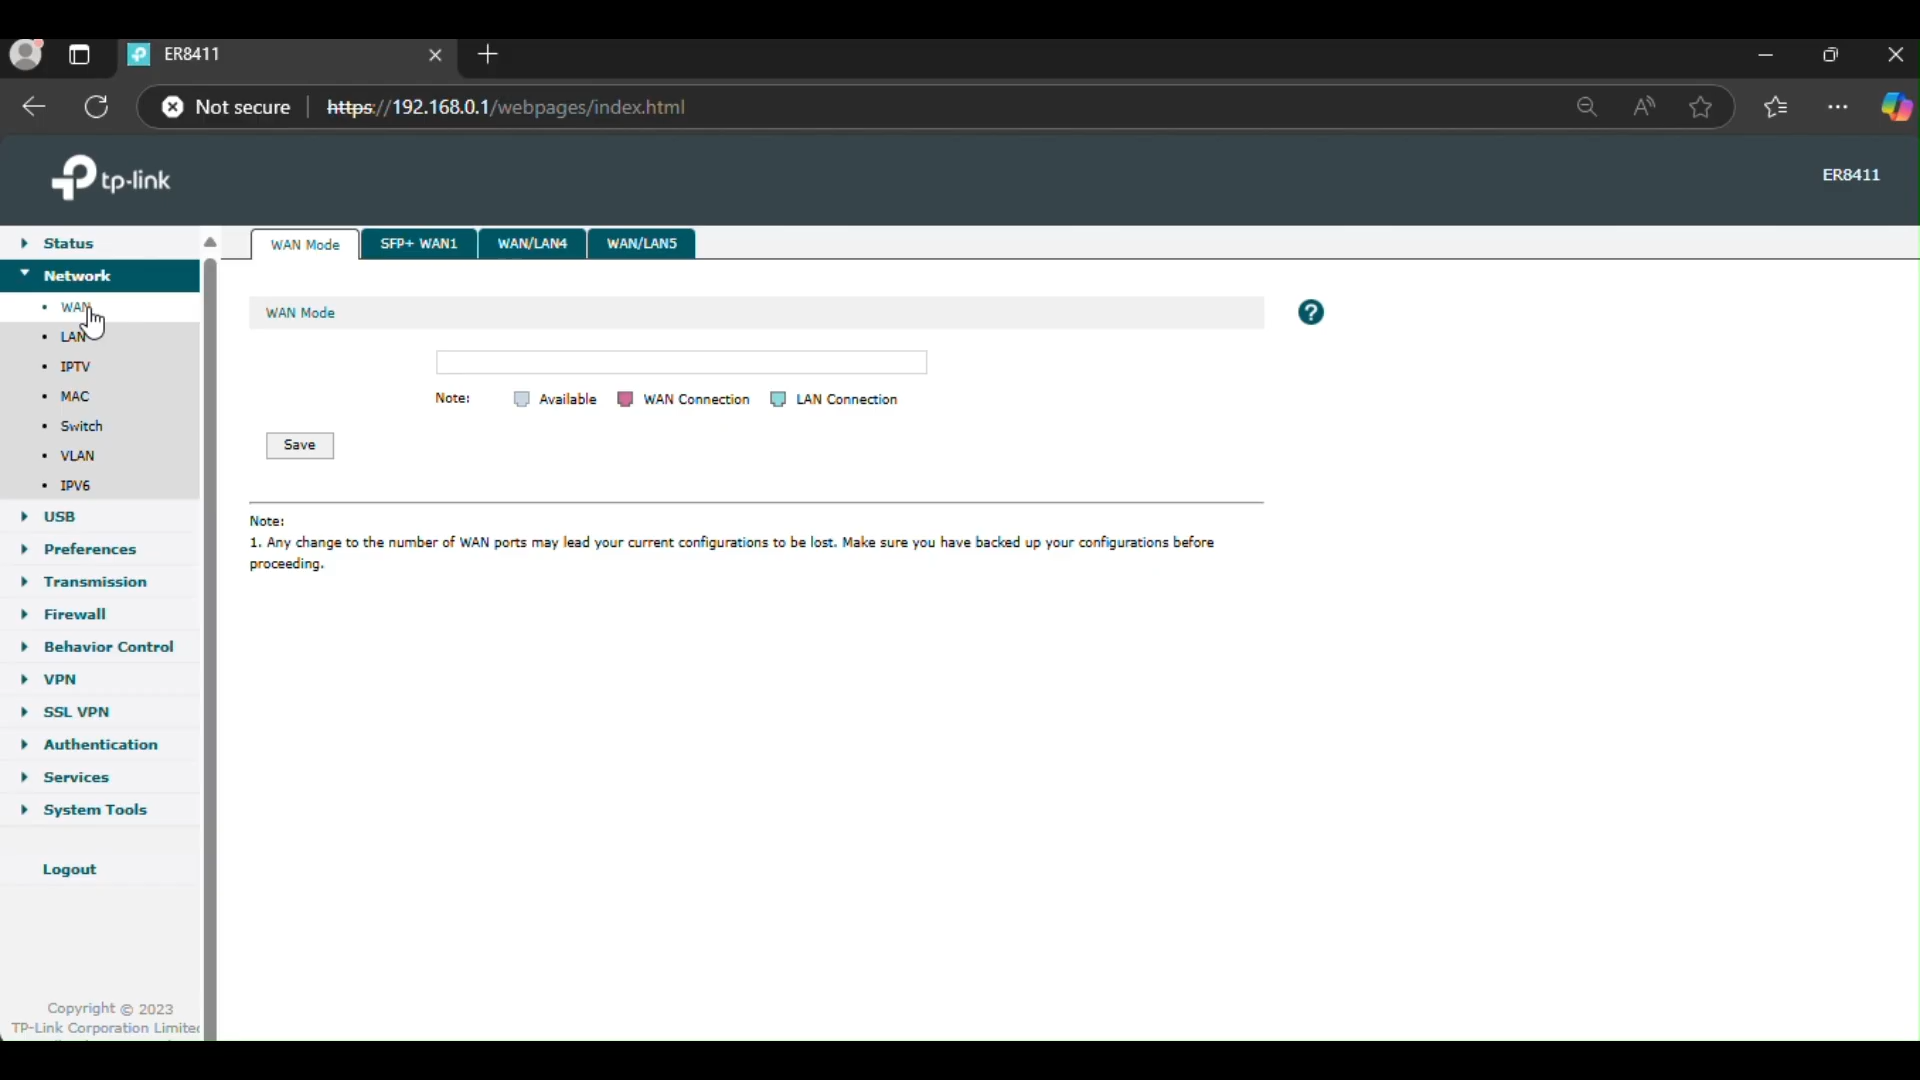 ER8411
Not secure https://192.168.0.1/webpages/index.html
tp-link
ER8411
Status
Network
WAN
LAN
IPTV
MAC
Switch
VLAN
IPV6
USB
Preferences
Transmission
Firewall
Behavior Control
VPN
SSL VPN
Authentication
Services
System Tools
Logout
Copyright © 2023
TP-Link Corporation Limited
WAN Mode SFP+ WAN1 WAN/LAN4 WAN/LAN5
WAN Mode
?
Note: Available WAN Connection LAN Connection
Save
Note:
1. Any change to the number of WAN ports may lead your current configurations to be lost. Make sure you have backed up your configurations before
proceeding.